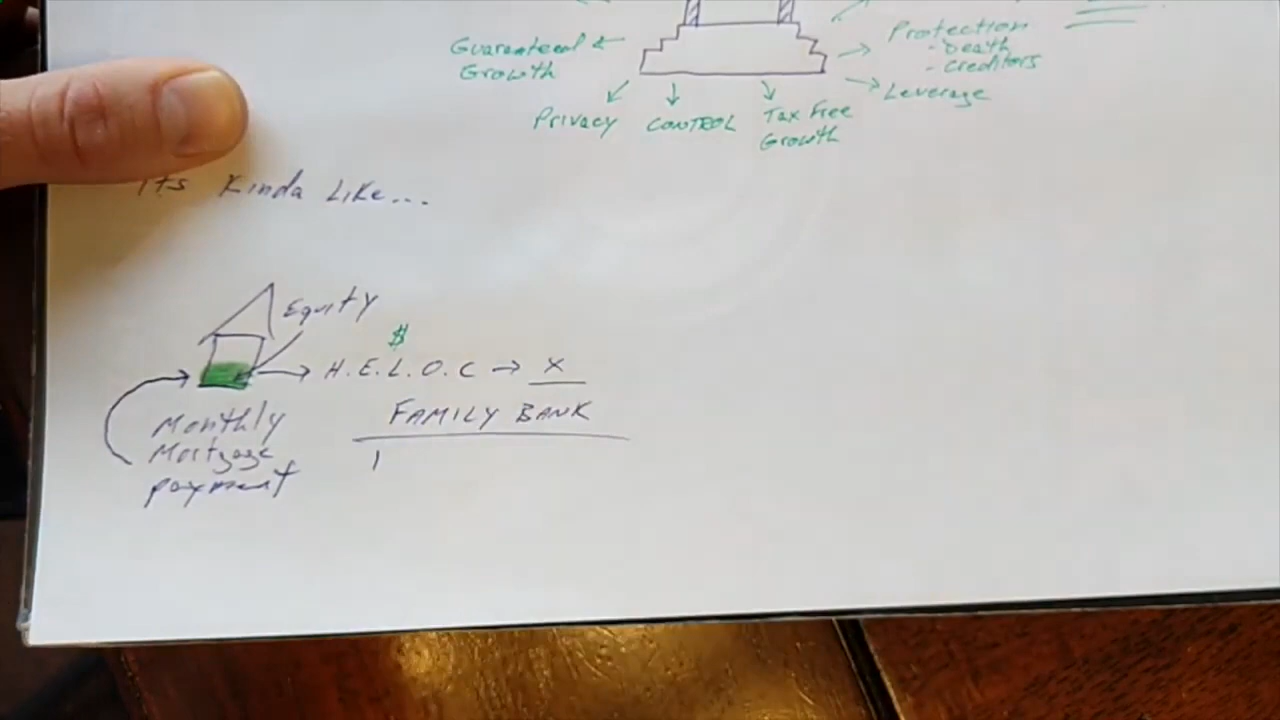 Guaranteed
Growth
Protection
- Death
- Creditors
Leverage
Privacy
CONTROL
Tax Free
Growth
Its Kinda Like...
Equity
$
H.E.L.O.C → X
FAMILY BANK
1
Monthly
Mortgage
payment